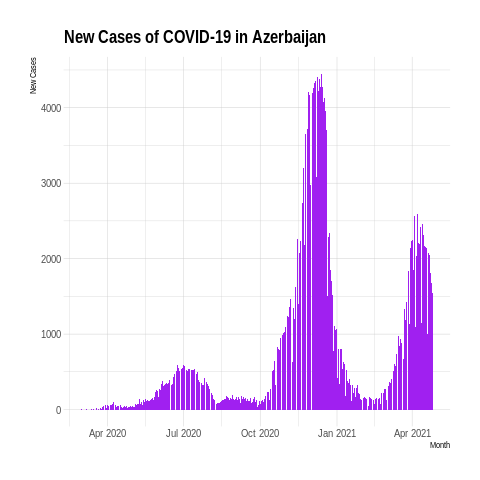 New Cases of COVID-19 in Azerbaijan
New Cases
4000
3000
2000
1000
0
Apr 2020 Jul 2020 Oct 2020 Jan 2021 Apr 2021
Month